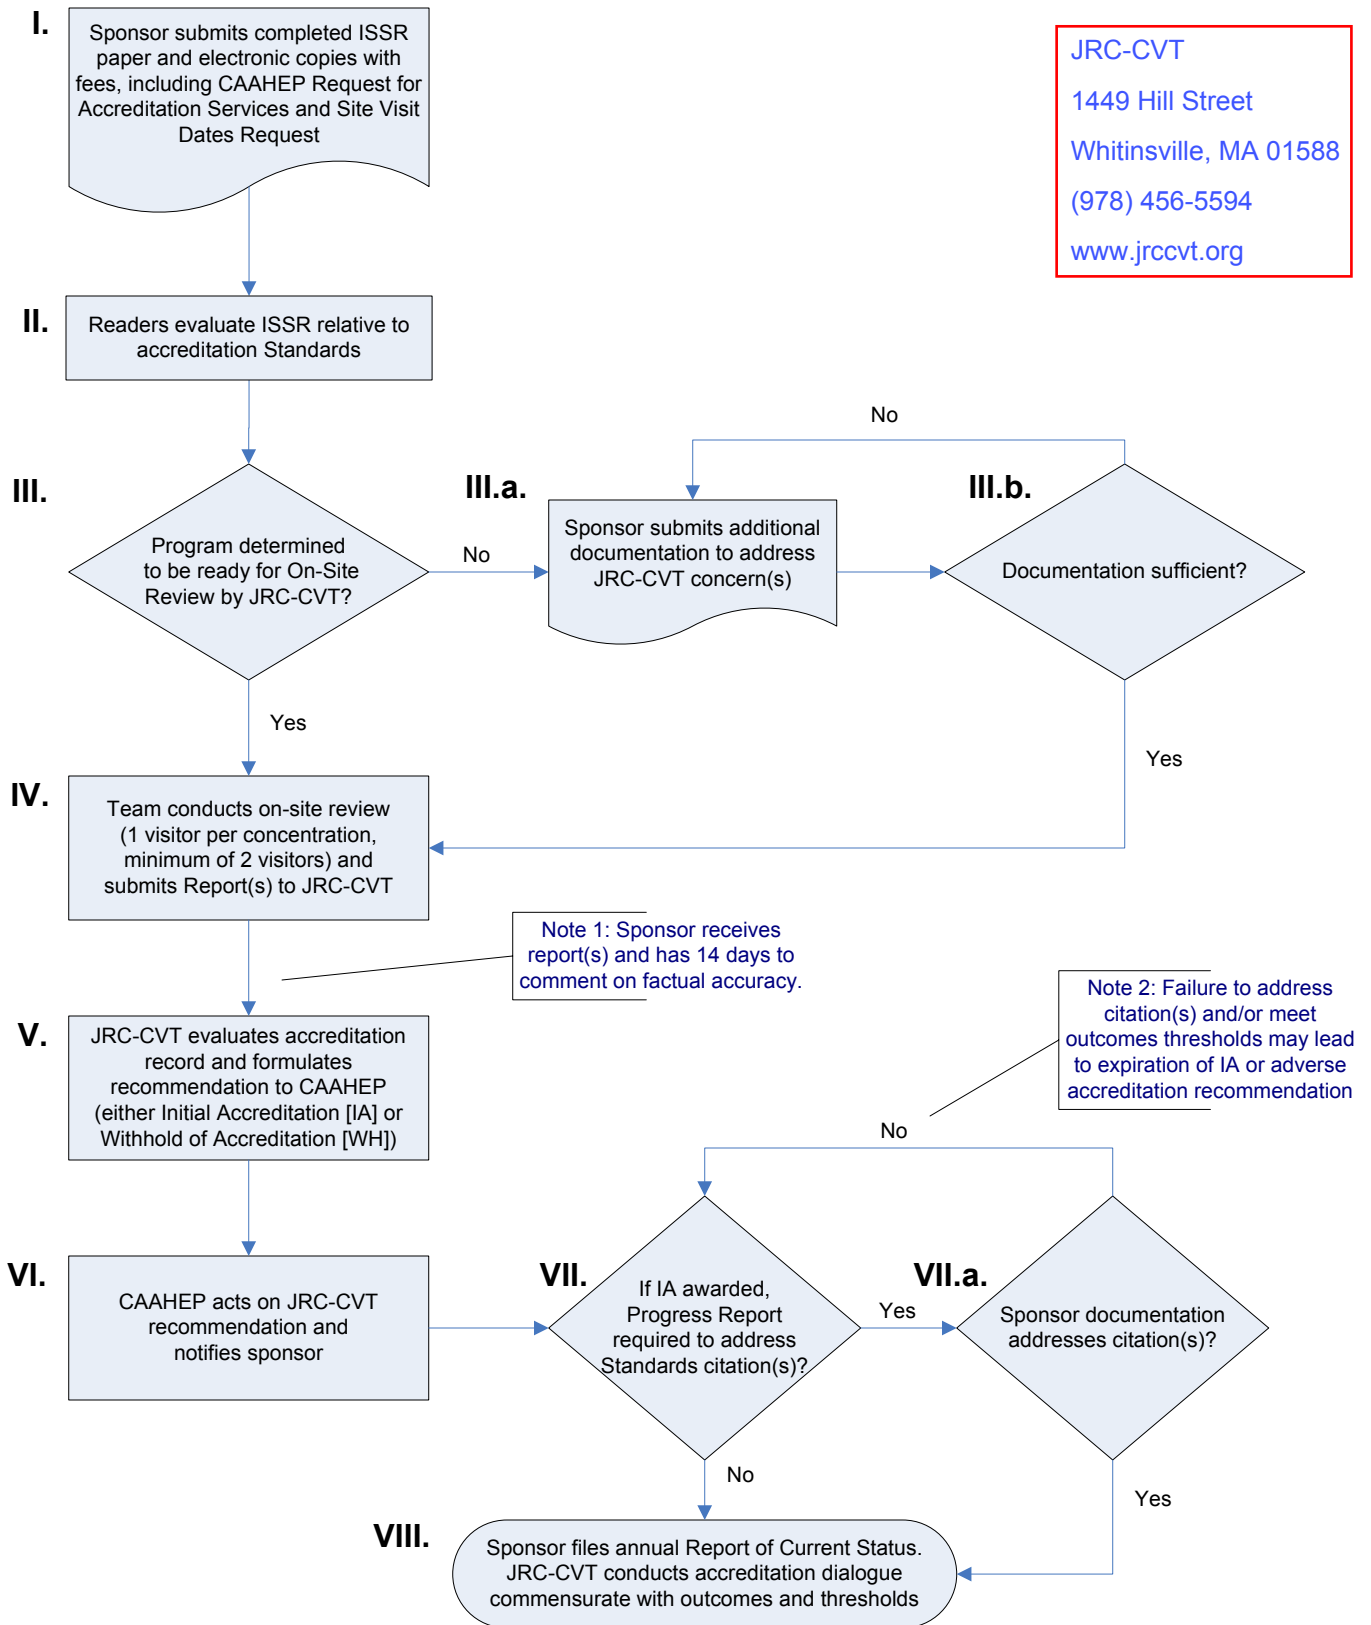 I.
Sponsor submits completed ISSR
paper and electronic copies with
fees, including CAAHEP Request for
Accreditation Services and Site Visit
Dates Request
JRC-CVT
1449 Hill Street
Whitinsville, MA 01588
(978) 456-5594
www.jrccvt.org
II.
Readers evaluate ISSR relative to
accreditation Standards
No
III.
Program determined
to be ready for On-Site
Review by JRC-CVT?
No
III.a.
Sponsor submits additional
documentation to address
JRC-CVT concern(s)
III.b.
Documentation sufficient?
Yes
Yes
IV.
Team conducts on-site review
(1 visitor per concentration,
minimum of 2 visitors) and
submits Report(s) to JRC-CVT
Note 1: Sponsor receives
report(s) and has 14 days to
comment on factual accuracy.
Note 2: Failure to address
citation(s) and/or meet
outcomes thresholds may lead
to expiration of IA or adverse
accreditation recommendation
V.
JRC-CVT evaluates accreditation
record and formulates
recommendation to CAAHEP
(either Initial Accreditation [IA] or
Withhold of Accreditation [WH])
No
VI.
CAAHEP acts on JRC-CVT
recommendation and
notifies sponsor
VII.
If IA awarded,
Progress Report
required to address
Standards citation(s)?
Yes
VII.a.
Sponsor documentation
addresses citation(s)?
No
Yes
VIII.
Sponsor files annual Report of Current Status.
JRC-CVT conducts accreditation dialogue
commensurate with outcomes and thresholds